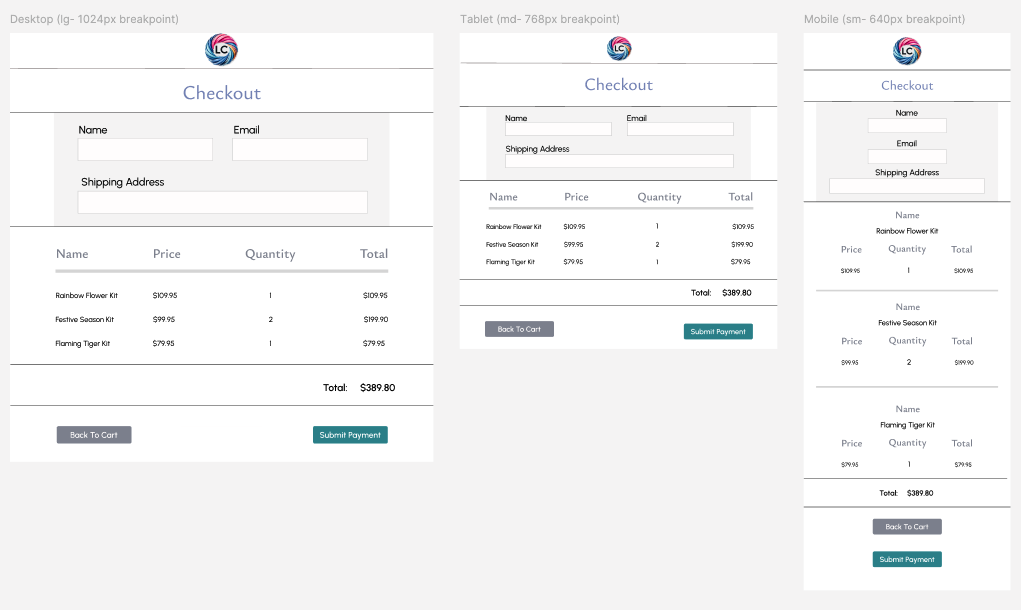 Desktop (lg- 1024px breakpoint)
LC
Checkout
Name Email
Shipping Address
Name Price Quantity Total
Rainbow Flower Kit $109.95 1 $109.95
Festive Season Kit $99.95 2 $199.90
Flaming Tiger Kit $79.95 1 $79.95
Total: $389.80
Back To Cart Submit Payment
Tablet (md- 768px breakpoint)
LC
Checkout
Name Email
Shipping Address
Name Price Quantity Total
Rainbow Flower Kit $109.95 1 $109.95
Festive Season Kit $99.95 2 $199.90
Flaming Tiger Kit $79.95 1 $79.95
Total: $389.80
Back To Cart Submit Payment
Mobile (sm- 640px breakpoint)
LC
Checkout
Name
Email
Shipping Address
Name
Rainbow Flower Kit
Price Quantity Total
$109.95 1 $109.95
Name
Festive Season Kit
Price Quantity Total
$99.95 2 $199.90
Name
Flaming Tiger Kit
Price Quantity Total
$79.95 1 $79.95
Total: $389.80
Back To Cart
Submit Payment